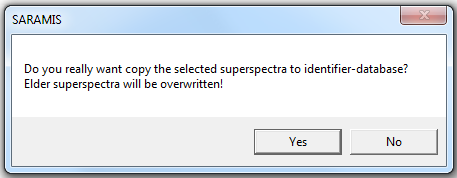 SARAMIS
Do you really want copy the selected superspectra to identifier-database?
Elder superspectra will be overwritten!
Yes
No